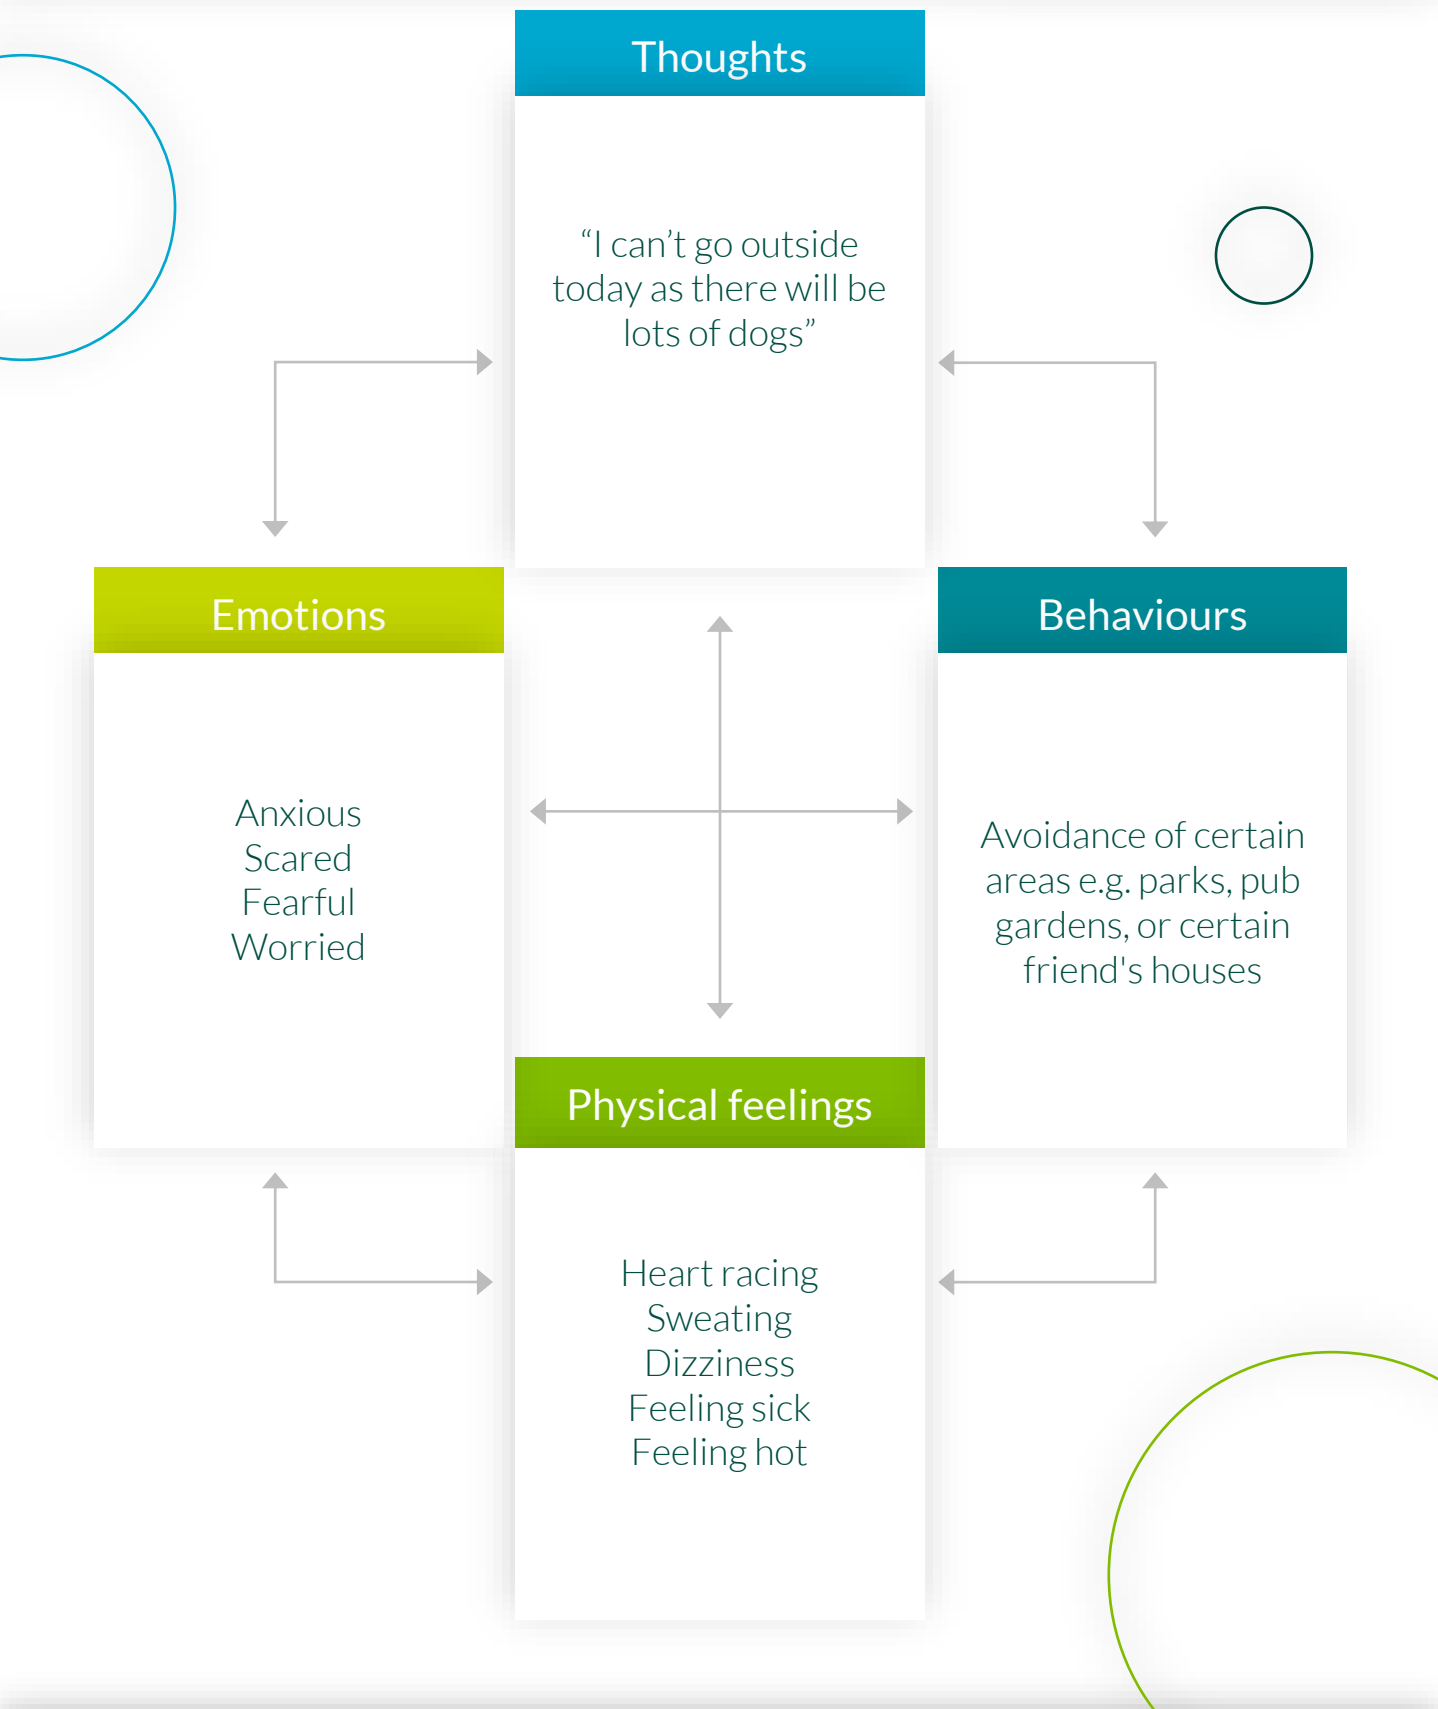 Thoughts
“I can’t go outside
today as there will be
lots of dogs”
Emotions
Anxious
Scared
Fearful
Worried
Behaviours
Avoidance of certain
areas e.g. parks, pub
gardens, or certain
friend's houses
Physical feelings
Heart racing
Sweating
Dizziness
Feeling sick
Feeling hot